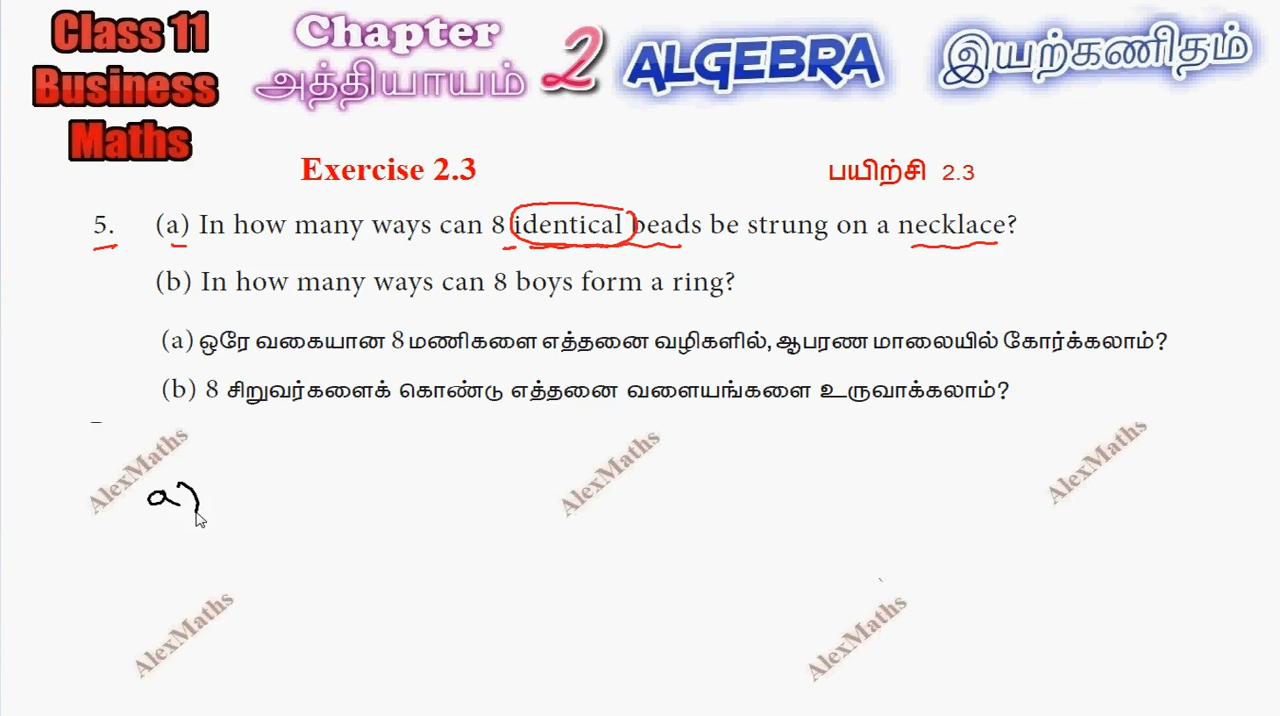 Class 11
Business
Maths
Chapter
அத்தியாயம்
2
ALGEBRA
இயற்கணிதம்
Exercise 2.3
பயிற்சி 2.3
5. (a) In how many ways can 8 identical beads be strung on a necklace?
(b) In how many ways can 8 boys form a ring?
(a) ஒரே வகையான 8 மணிகளை எத்தனை வழிகளில், ஆபரண மாலையில் கோர்க்கலாம்?
(b) 8 சிறுவர்களைக் கொண்டு எத்தனை வளையங்களை உருவாக்கலாம்?
AlexMaths
AlexMaths
AlexMaths
a)
AlexMaths
AlexMaths